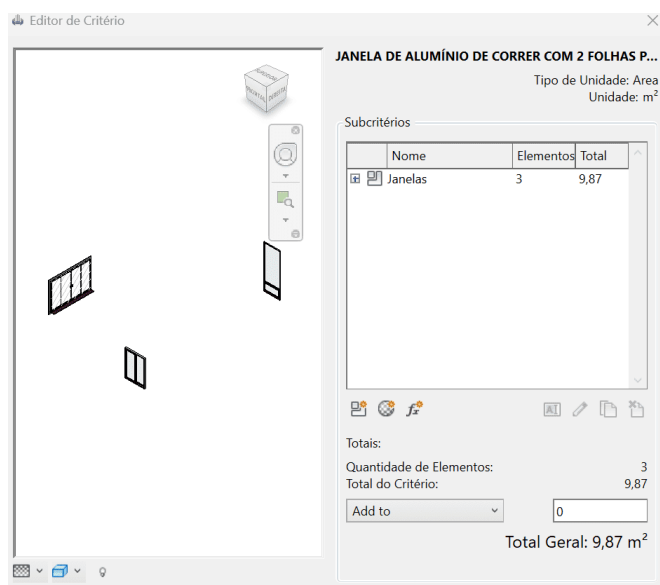 Editor de Critério
JANELA DE ALUMÍNIO DE CORRER COM 2 FOLHAS P...
Tipo de Unidade: Area
Unidade: m²
Subcritérios
Nome Elementos Total
Janelas 3 9,87
fx
AI
Totais:
Quantidade de Elementos: 3
Total do Critério: 9,87
Add to 0
Total Geral: 9,87 m²